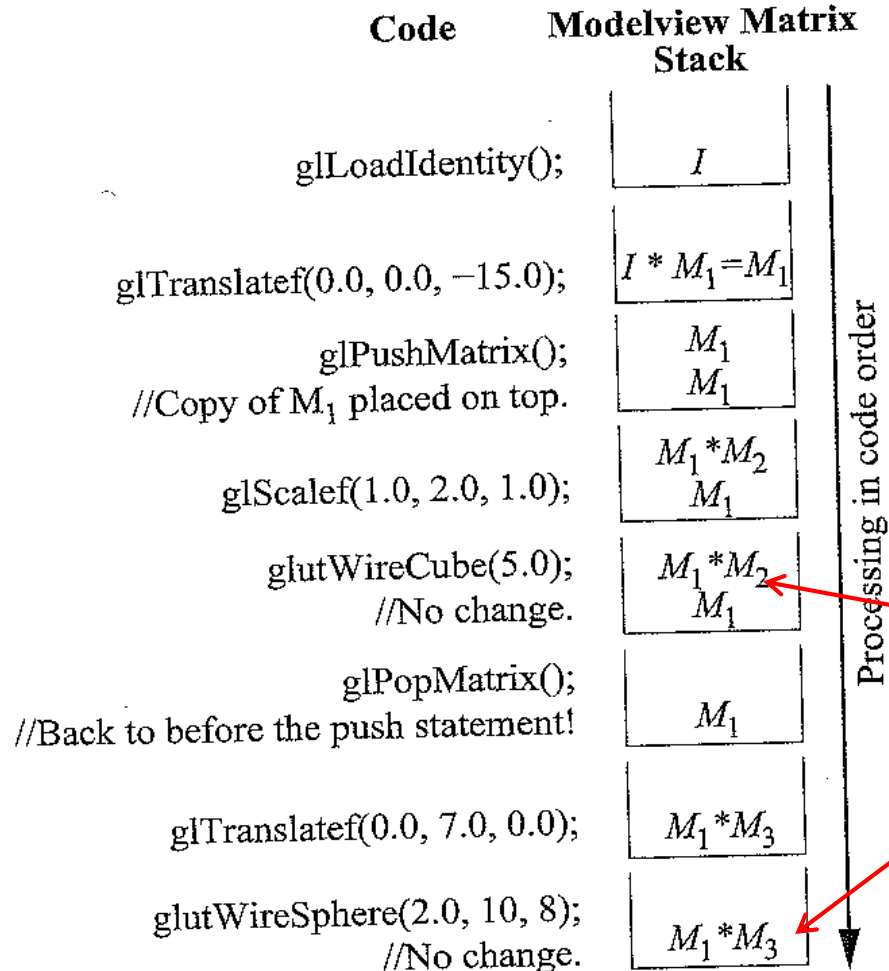 Code Modelview Matrix
Stack
glLoadIdentity(); I
glTranslatef(0.0, 0.0, −15.0); I * M₁=M₁
glPushMatrix(); M₁
//Copy of M₁ placed on top. M₁
M₁*M₂
glScalef(1.0, 2.0, 1.0); M₁
glutWireCube(5.0); M₁*M₂
//No change. M₁
glPopMatrix();
//Back to before the push statement! M₁
glTranslatef(0.0, 7.0, 0.0); M₁*M₃
glutWireSphere(2.0, 10, 8);
//No change. M₁*M₃
Processing in code order